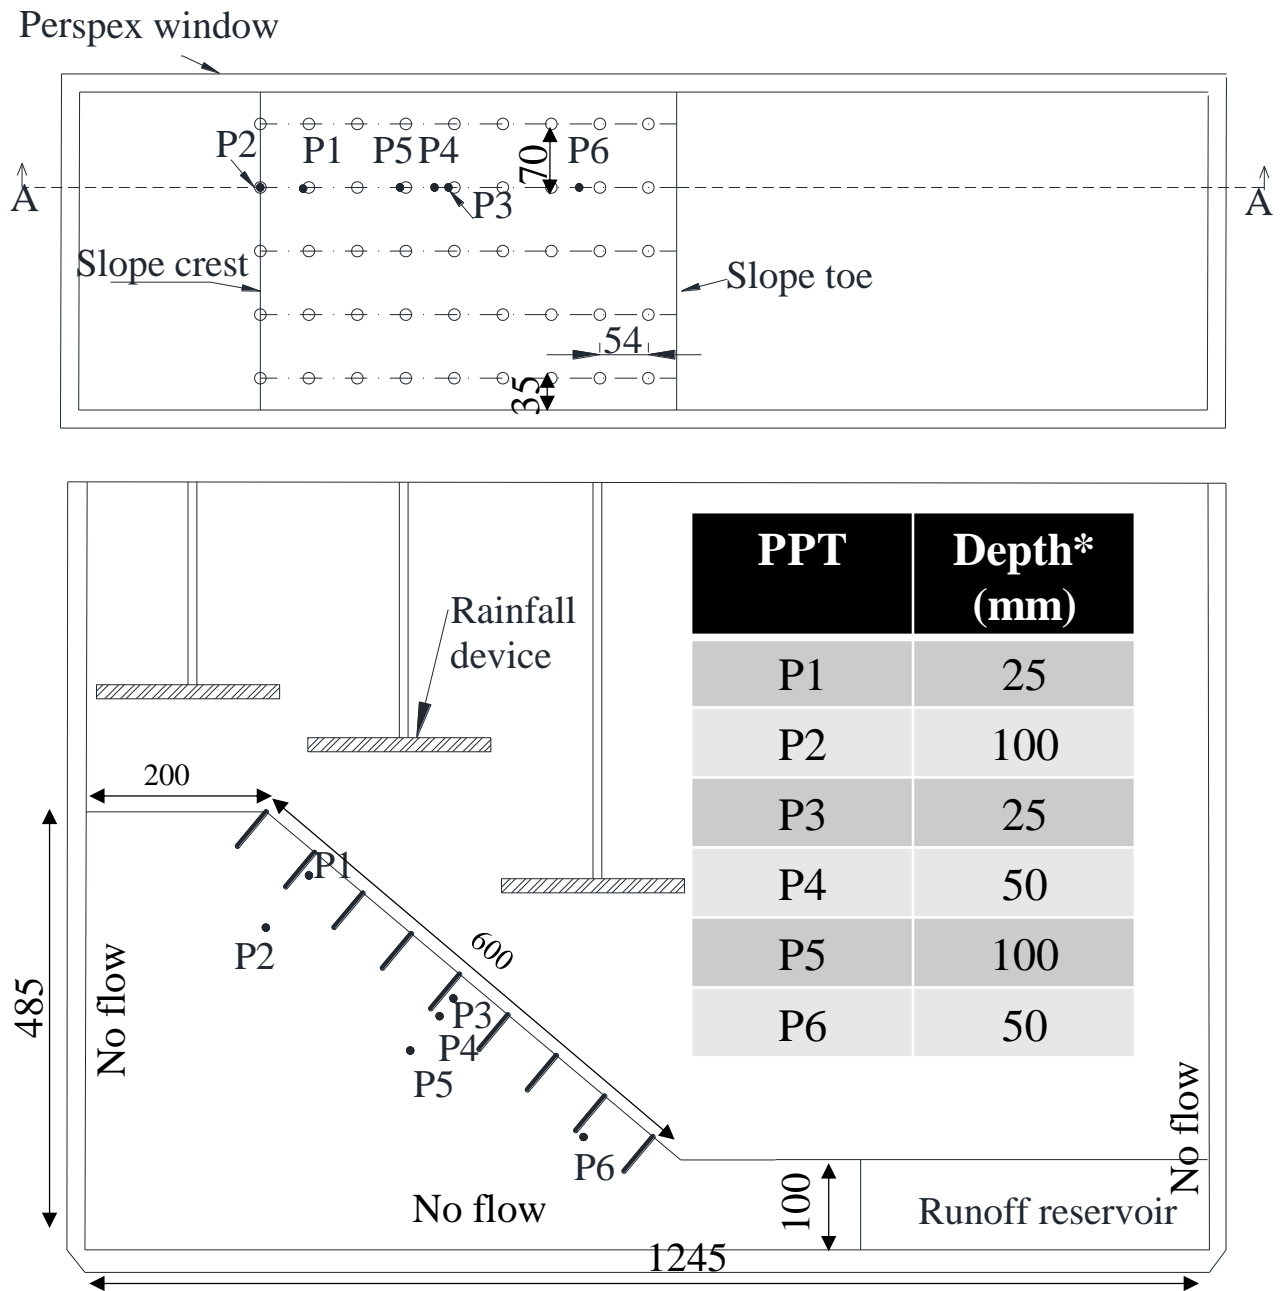 Perspex window
P2
P1
P5
P4
70
P6
A
P3
A
Slope crest
Slope toe
54
35
PPT
Depth*
(mm)
Rainfall
device
P1
25
P2
100
200
P3
25
P1
P4
50
600
P2
P5
100
485
No flow
P3
P6
50
P4
P5
No flow
P6
100
No flow
Runoff reservoir
1245